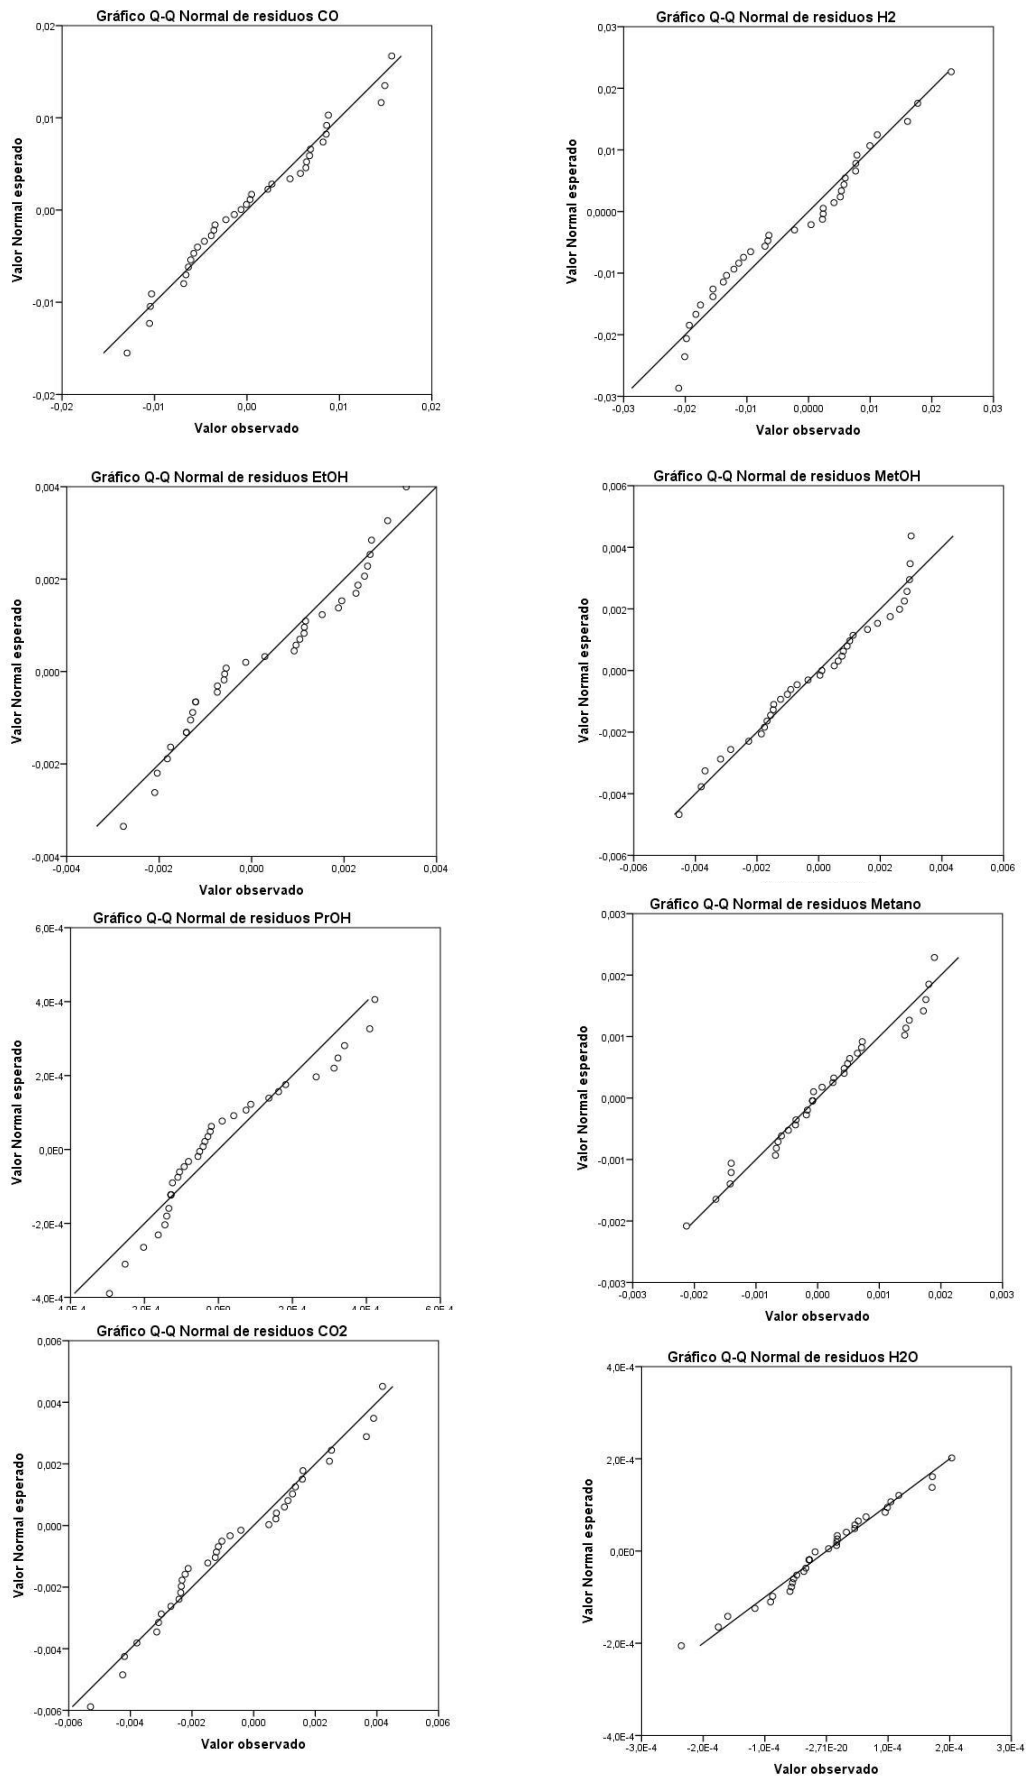 Gráfico Q-Q Normal de residuos CO
Valor Normal esperado
0,02
0,01
0,00
-0,01
-0,02
-0,02 -0,01 0,00 0,01 0,02
Valor observado
Gráfico Q-Q Normal de residuos H2
Valor Normal esperado
0,03
0,02
0,01
0,0000
-0,01
-0,02
-0,03
-0,03 -0,02 -0,01 0,0000 0,01 0,02 0,03
Valor observado
Gráfico Q-Q Normal de residuos EtOH
Valor Normal esperado
0,004
0,002
0,000
-0,002
-0,004
-0,004 -0,002 0,000 0,002 0,004
Valor observado
Gráfico Q-Q Normal de residuos MetOH
Valor Normal esperado
0,006
0,004
0,002
0,000
-0,002
-0,004
-0,006
-0,006 -0,004 -0,002 0,000 0,002 0,004 0,006
Gráfico Q-Q Normal de residuos PrOH
Valor Normal esperado
6,0E-4
4,0E-4
2,0E-4
0,0E0
-2,0E-4
-4,0E-4
Gráfico Q-Q Normal de residuos Metano
Valor Normal esperado
0,003
0,002
0,001
0,000
-0,001
-0,002
-0,003
-0,003 -0,002 -0,001 0,000 0,001 0,002 0,003
Valor observado
Gráfico Q-Q Normal de residuos CO2
Valor Normal esperado
0,006
0,004
0,002
0,000
-0,002
-0,004
-0,006
-0,006 -0,004 -0,002 0,000 0,002 0,004 0,006
Valor observado
Gráfico Q-Q Normal de residuos H2O
Valor Normal esperado
4,0E-4
2,0E-4
0,0E0
-2,0E-4
-4,0E-4
-3,0E-4 -2,0E-4 -1,0E-4 -2,71E-20 1,0E-4 2,0E-4 3,0E-4
Valor observado